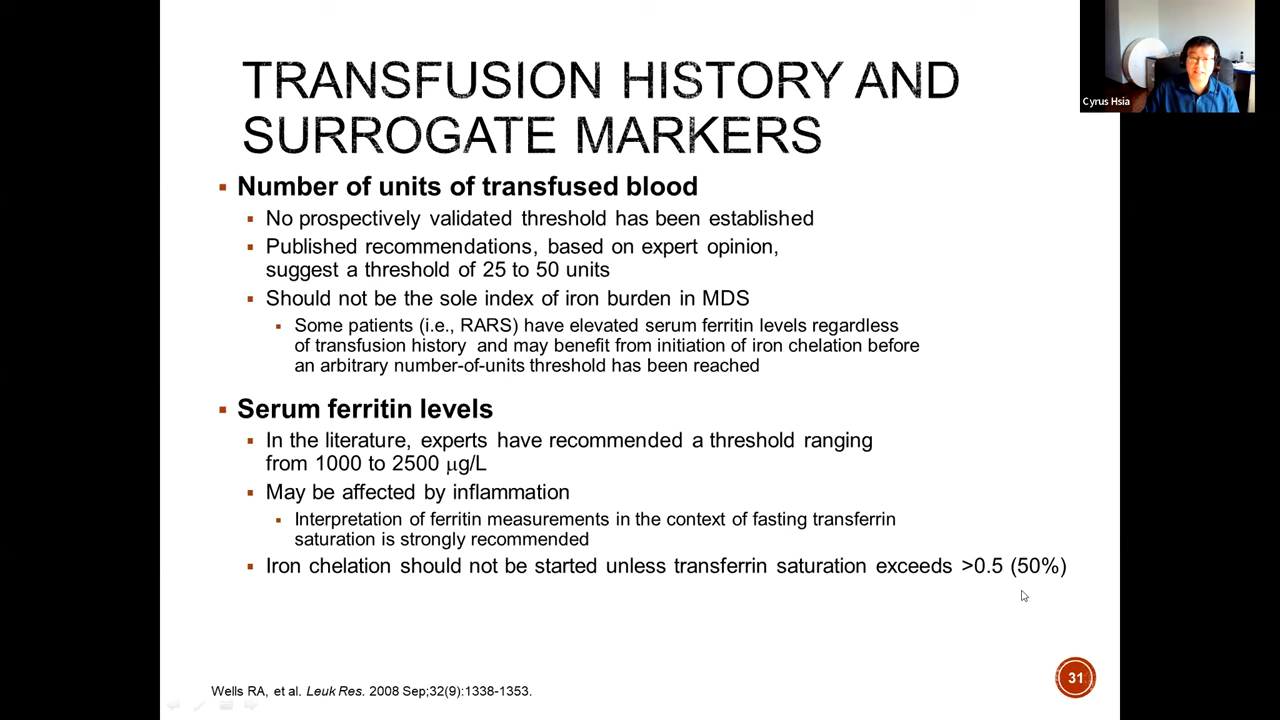 TRANSFUSION HISTORY AND
SURROGATE MARKERS
Cyrus Hsia
▪ Number of units of transfused blood
▪ No prospectively validated threshold has been established
▪ Published recommendations, based on expert opinion,
suggest a threshold of 25 to 50 units
▪ Should not be the sole index of iron burden in MDS
▪ Some patients (i.e., RARS) have elevated serum ferritin levels regardless
of transfusion history and may benefit from initiation of iron chelation before
an arbitrary number-of-units threshold has been reached
▪ Serum ferritin levels
▪ In the literature, experts have recommended a threshold ranging
from 1000 to 2500 µg/L
▪ May be affected by inflammation
▪ Interpretation of ferritin measurements in the context of fasting transferrin
saturation is strongly recommended
▪ Iron chelation should not be started unless transferrin saturation exceeds >0.5 (50%)
Wells RA, et al. Leuk Res. 2008 Sep;32(9):1338-1353.
31